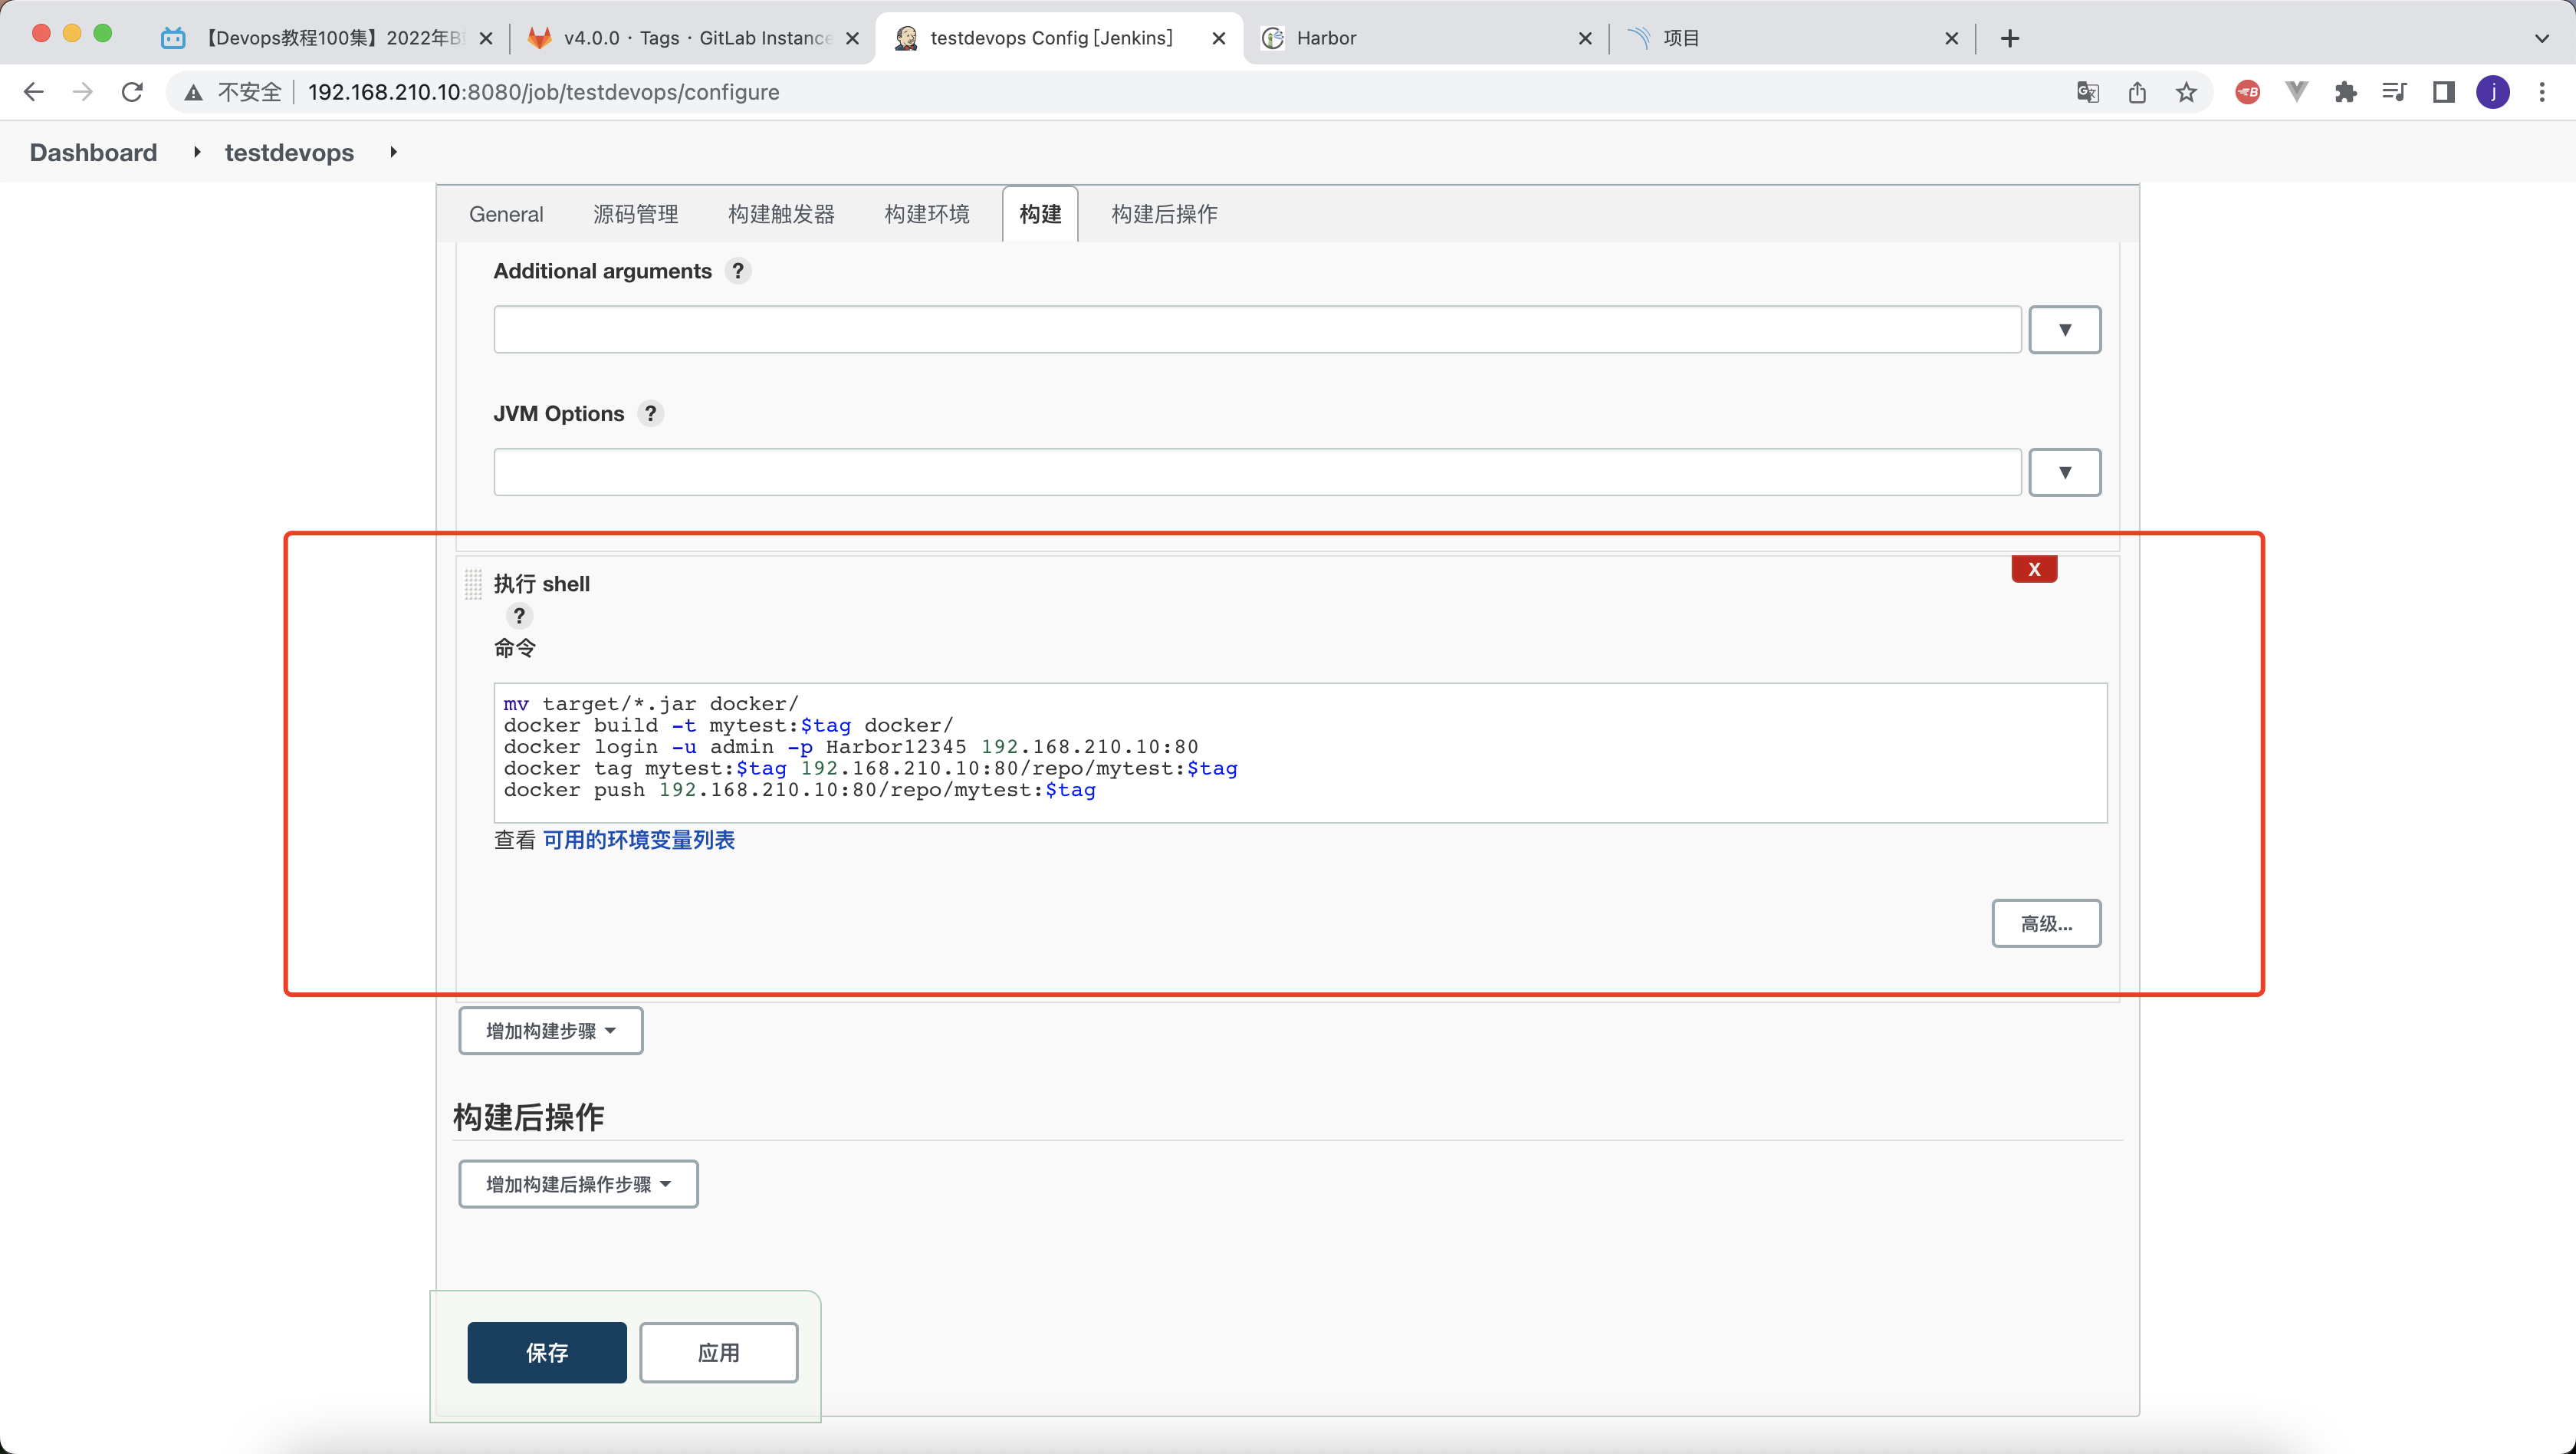 【Devops教程100集】2022年B
v4.0.0 · Tags · GitLab Instance
testdevops Config [Jenkins]
Harbor
项目
不安全
192.168.210.10:8080/job/testdevops/configure
j
Dashboard
testdevops
General
源码管理
构建触发器
构建环境
构建
构建后操作
Additional arguments ?
JVM Options ?
执行 shell
X
?
命令
mv target/*.jar docker/
docker build -t mytest:$tag docker/
docker login -u admin -p Harbor12345 192.168.210.10:80
docker tag mytest:$tag 192.168.210.10:80/repo/mytest:$tag
docker push 192.168.210.10:80/repo/mytest:$tag
查看 可用的环境变量列表
高级...
增加构建步骤
构建后操作
增加构建后操作步骤
保存
应用